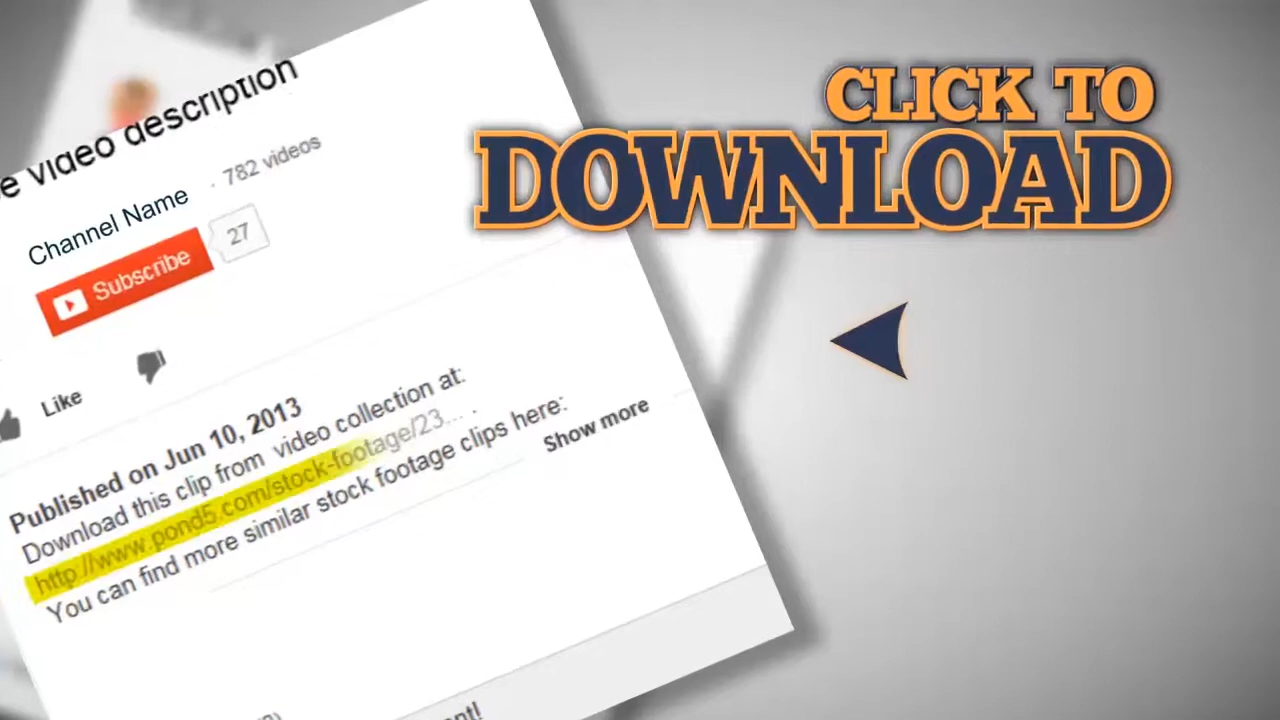 CLICK TO
DOWNLOAD
e video description
Channel Name
· 782 videos
Subscribe
27
Like
Published on Jun 10, 2013
Download this clip from video collection at:
http://www.pond5.com/stock-footage/23... .
You can find more similar stock footage clips here:
Show more